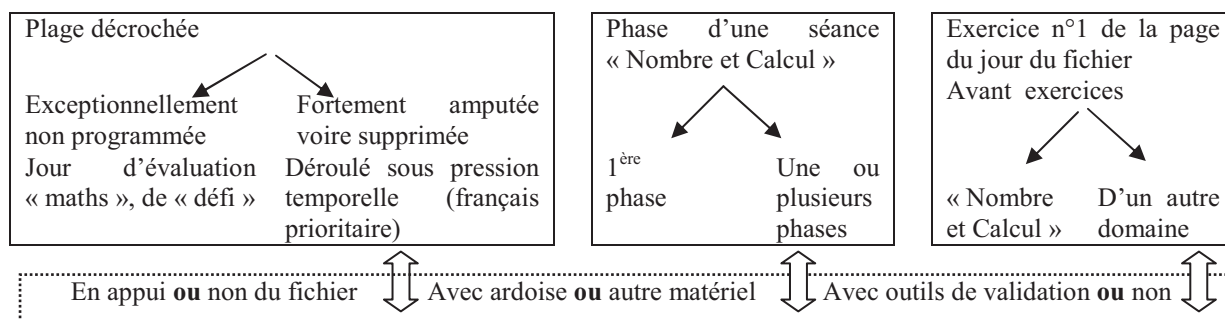 Plage décrochée
Exceptionnellement
non programmée
Jour d'évaluation
« maths », de « défi »
Fortement amputée
voire supprimée
Déroulé sous pression
temporelle (français
prioritaire)
Phase d'une séance
« Nombre et Calcul »
1ère
phase
Une ou
plusieurs
phases
Exercice n°1 de la page
du jour du fichier
Avant exercices
« Nombre
et Calcul »
D'un autre
domaine
En appui ou non du fichier
Avec ardoise ou autre matériel
Avec outils de validation ou non